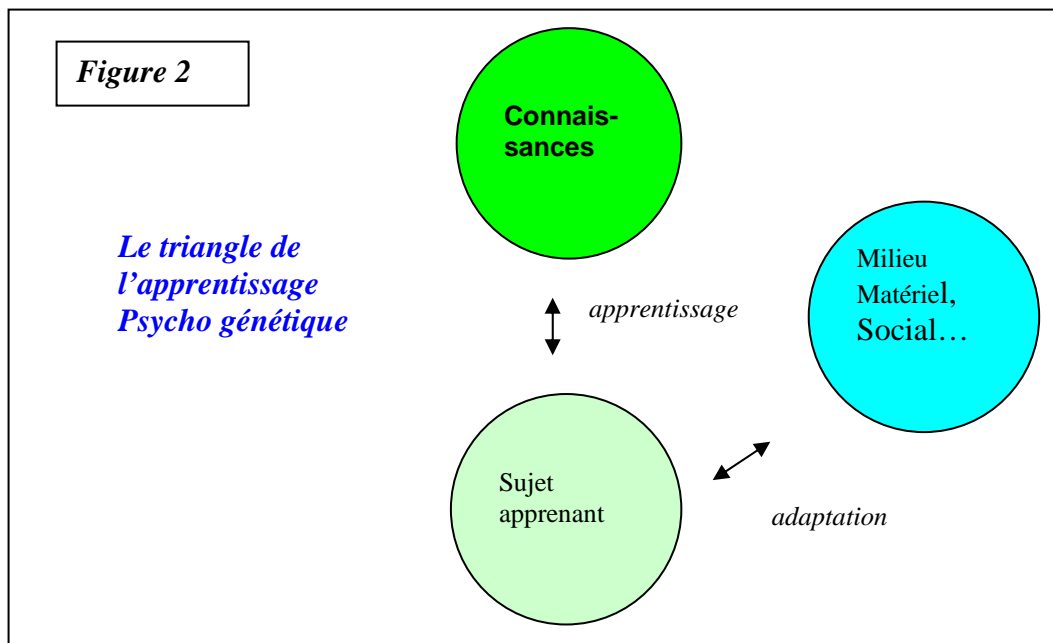 Figure 2
Connais-
sances
Le triangle de
l’apprentissage
Psycho génétique
Milieu
Matériel,
Social…
apprentissage
Sujet
apprenant
adaptation